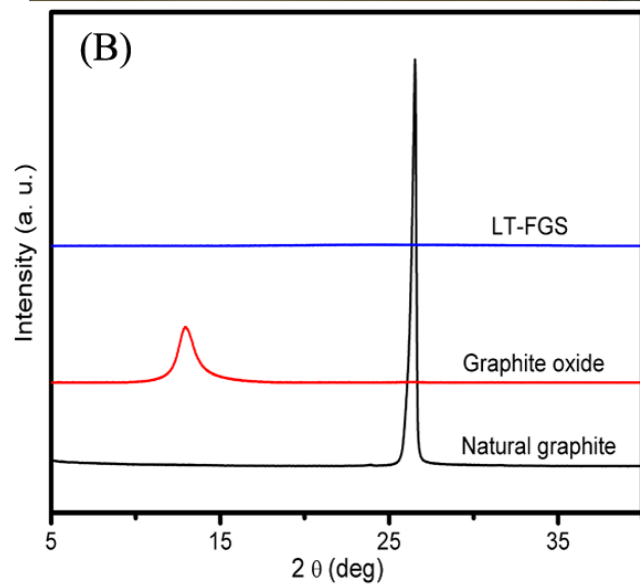 (B)
Intensity (a. u.)
LT-FGS
Graphite oxide
Natural graphite
5 15 25 35
2 θ (deg)